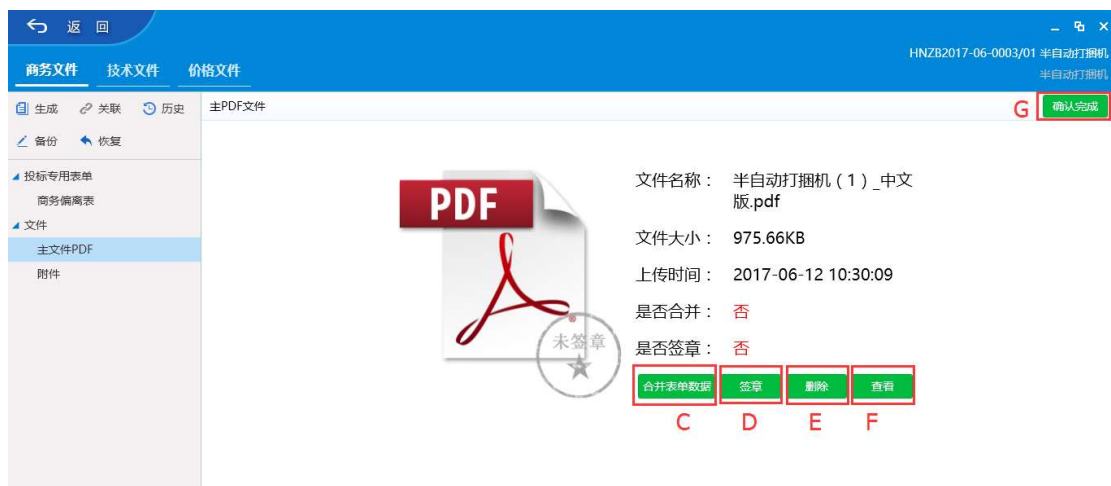 返 回
HNZB2017-06-0003/01 半自动打捆机
半自动打捆机
商务文件 技术文件 价格文件
生成 关联 历史 主PDF文件 G 确认完成
备份 恢复
投标专用表单
商务偏离表
文件
主文件PDF
附件
PDF
未签章
文件名称： 半自动打捆机（1）_中文
版.pdf
文件大小： 975.66KB
上传时间： 2017-06-12 10:30:09
是否合并： 否
是否签章： 否
合并表单数据 签章 删除 查看
C D E F